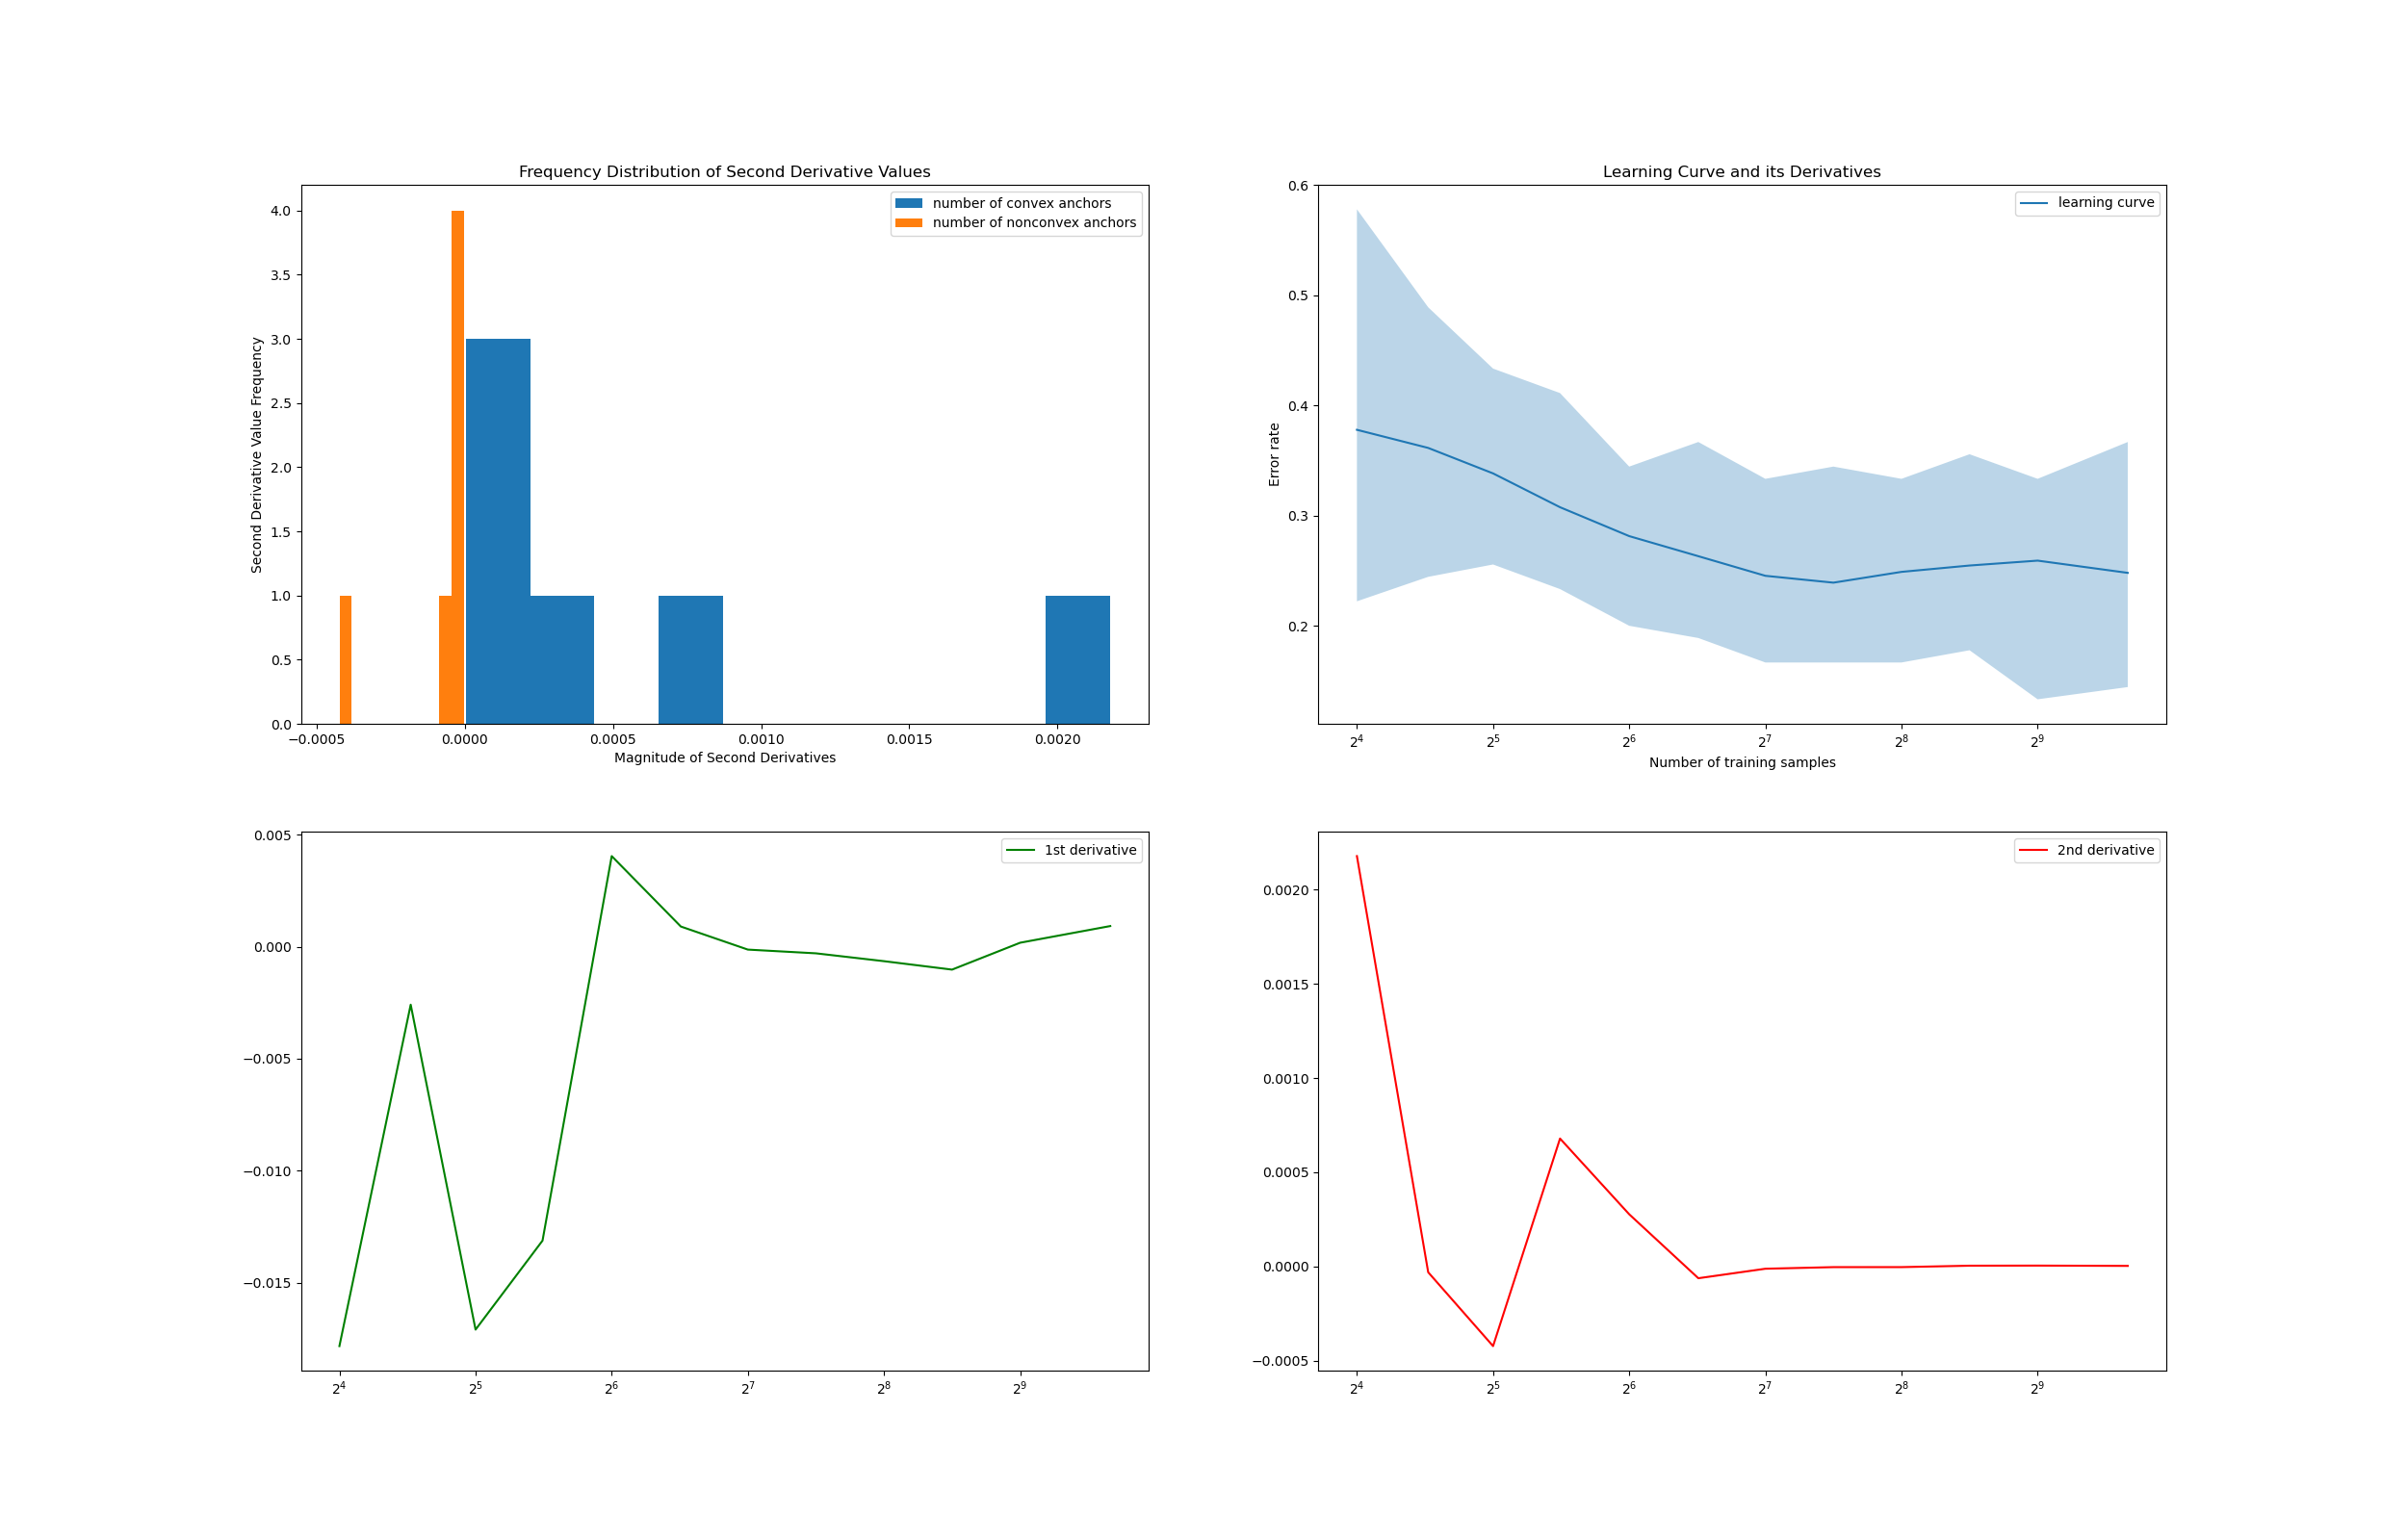 Frequency Distribution of Second Derivative Values
number of convex anchors
number of nonconvex anchors
4.0
3.5
3.0
2.5
2.0
1.5
1.0
0.5
0.0
Second Derivative Value Frequency
−0.0005 0.0000 0.0005 0.0010 0.0015 0.0020
Magnitude of Second Derivatives
Learning Curve and its Derivatives
learning curve
0.6
0.5
0.4
0.3
0.2
Error rate
2⁴ 2⁵ 2⁶ 2⁷ 2⁸ 2⁹
Number of training samples
1st derivative
0.005
0.000
−0.005
−0.010
−0.015
2⁴ 2⁵ 2⁶ 2⁷ 2⁸ 2⁹
2nd derivative
0.0020
0.0015
0.0010
0.0005
0.0000
−0.0005
2⁴ 2⁵ 2⁶ 2⁷ 2⁸ 2⁹